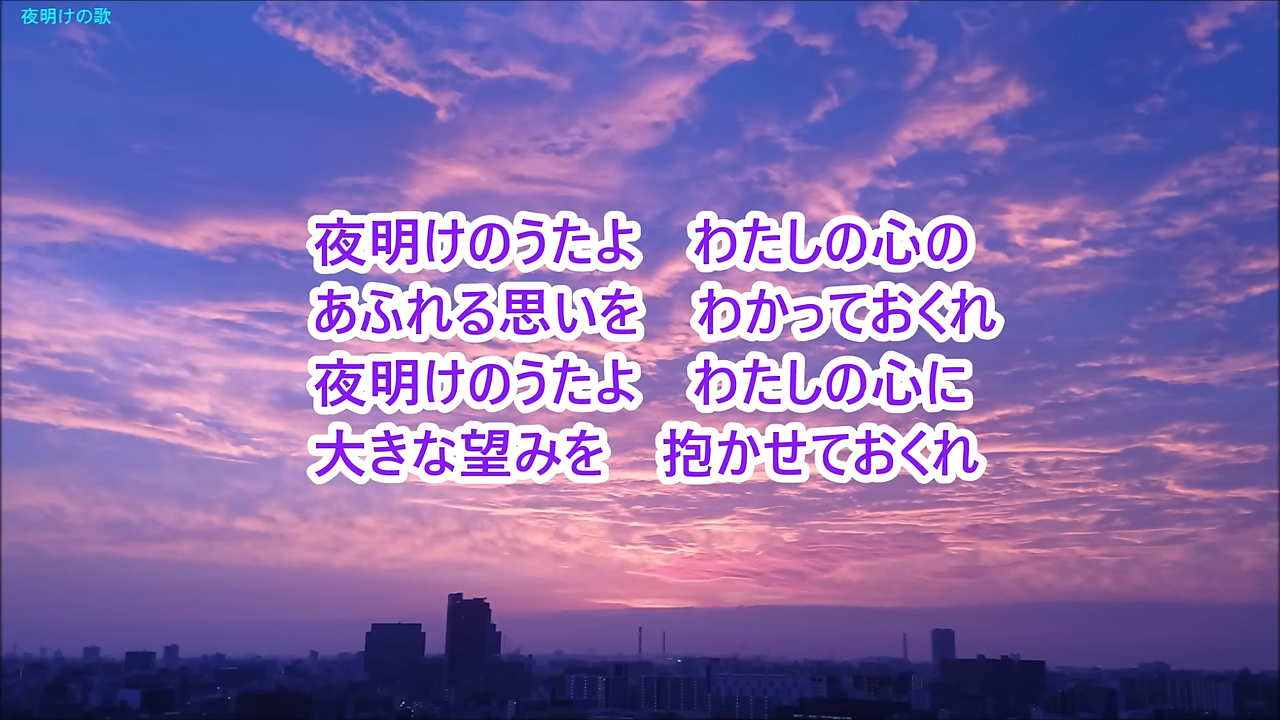 夜明けの歌
夜明けのうたよ　わたしの心の
あふれる思いを　わかっておくれ
夜明けのうたよ　わたしの心に
大きな望みを　抱かせておくれ